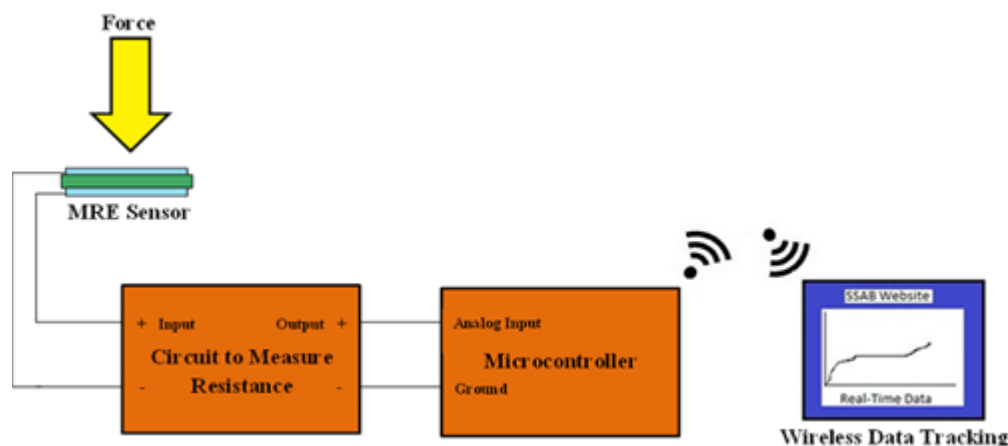 Force
MRE Sensor
+ Input Output +
Circuit to Measure
Resistance
- -
Analog Input
Microcontroller
Ground
SSAB Website
Real-Time Data
Wireless Data Tracking